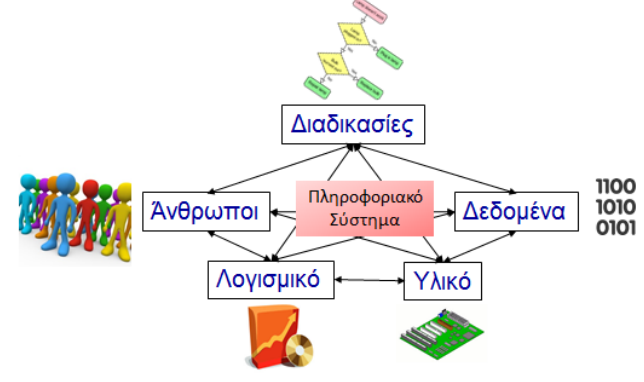 Διαδικασίες
Άνθρωποι
Πληροφοριακό
Σύστημα
Δεδομένα
1100
1010
0101
Λογισμικό
Υλικό